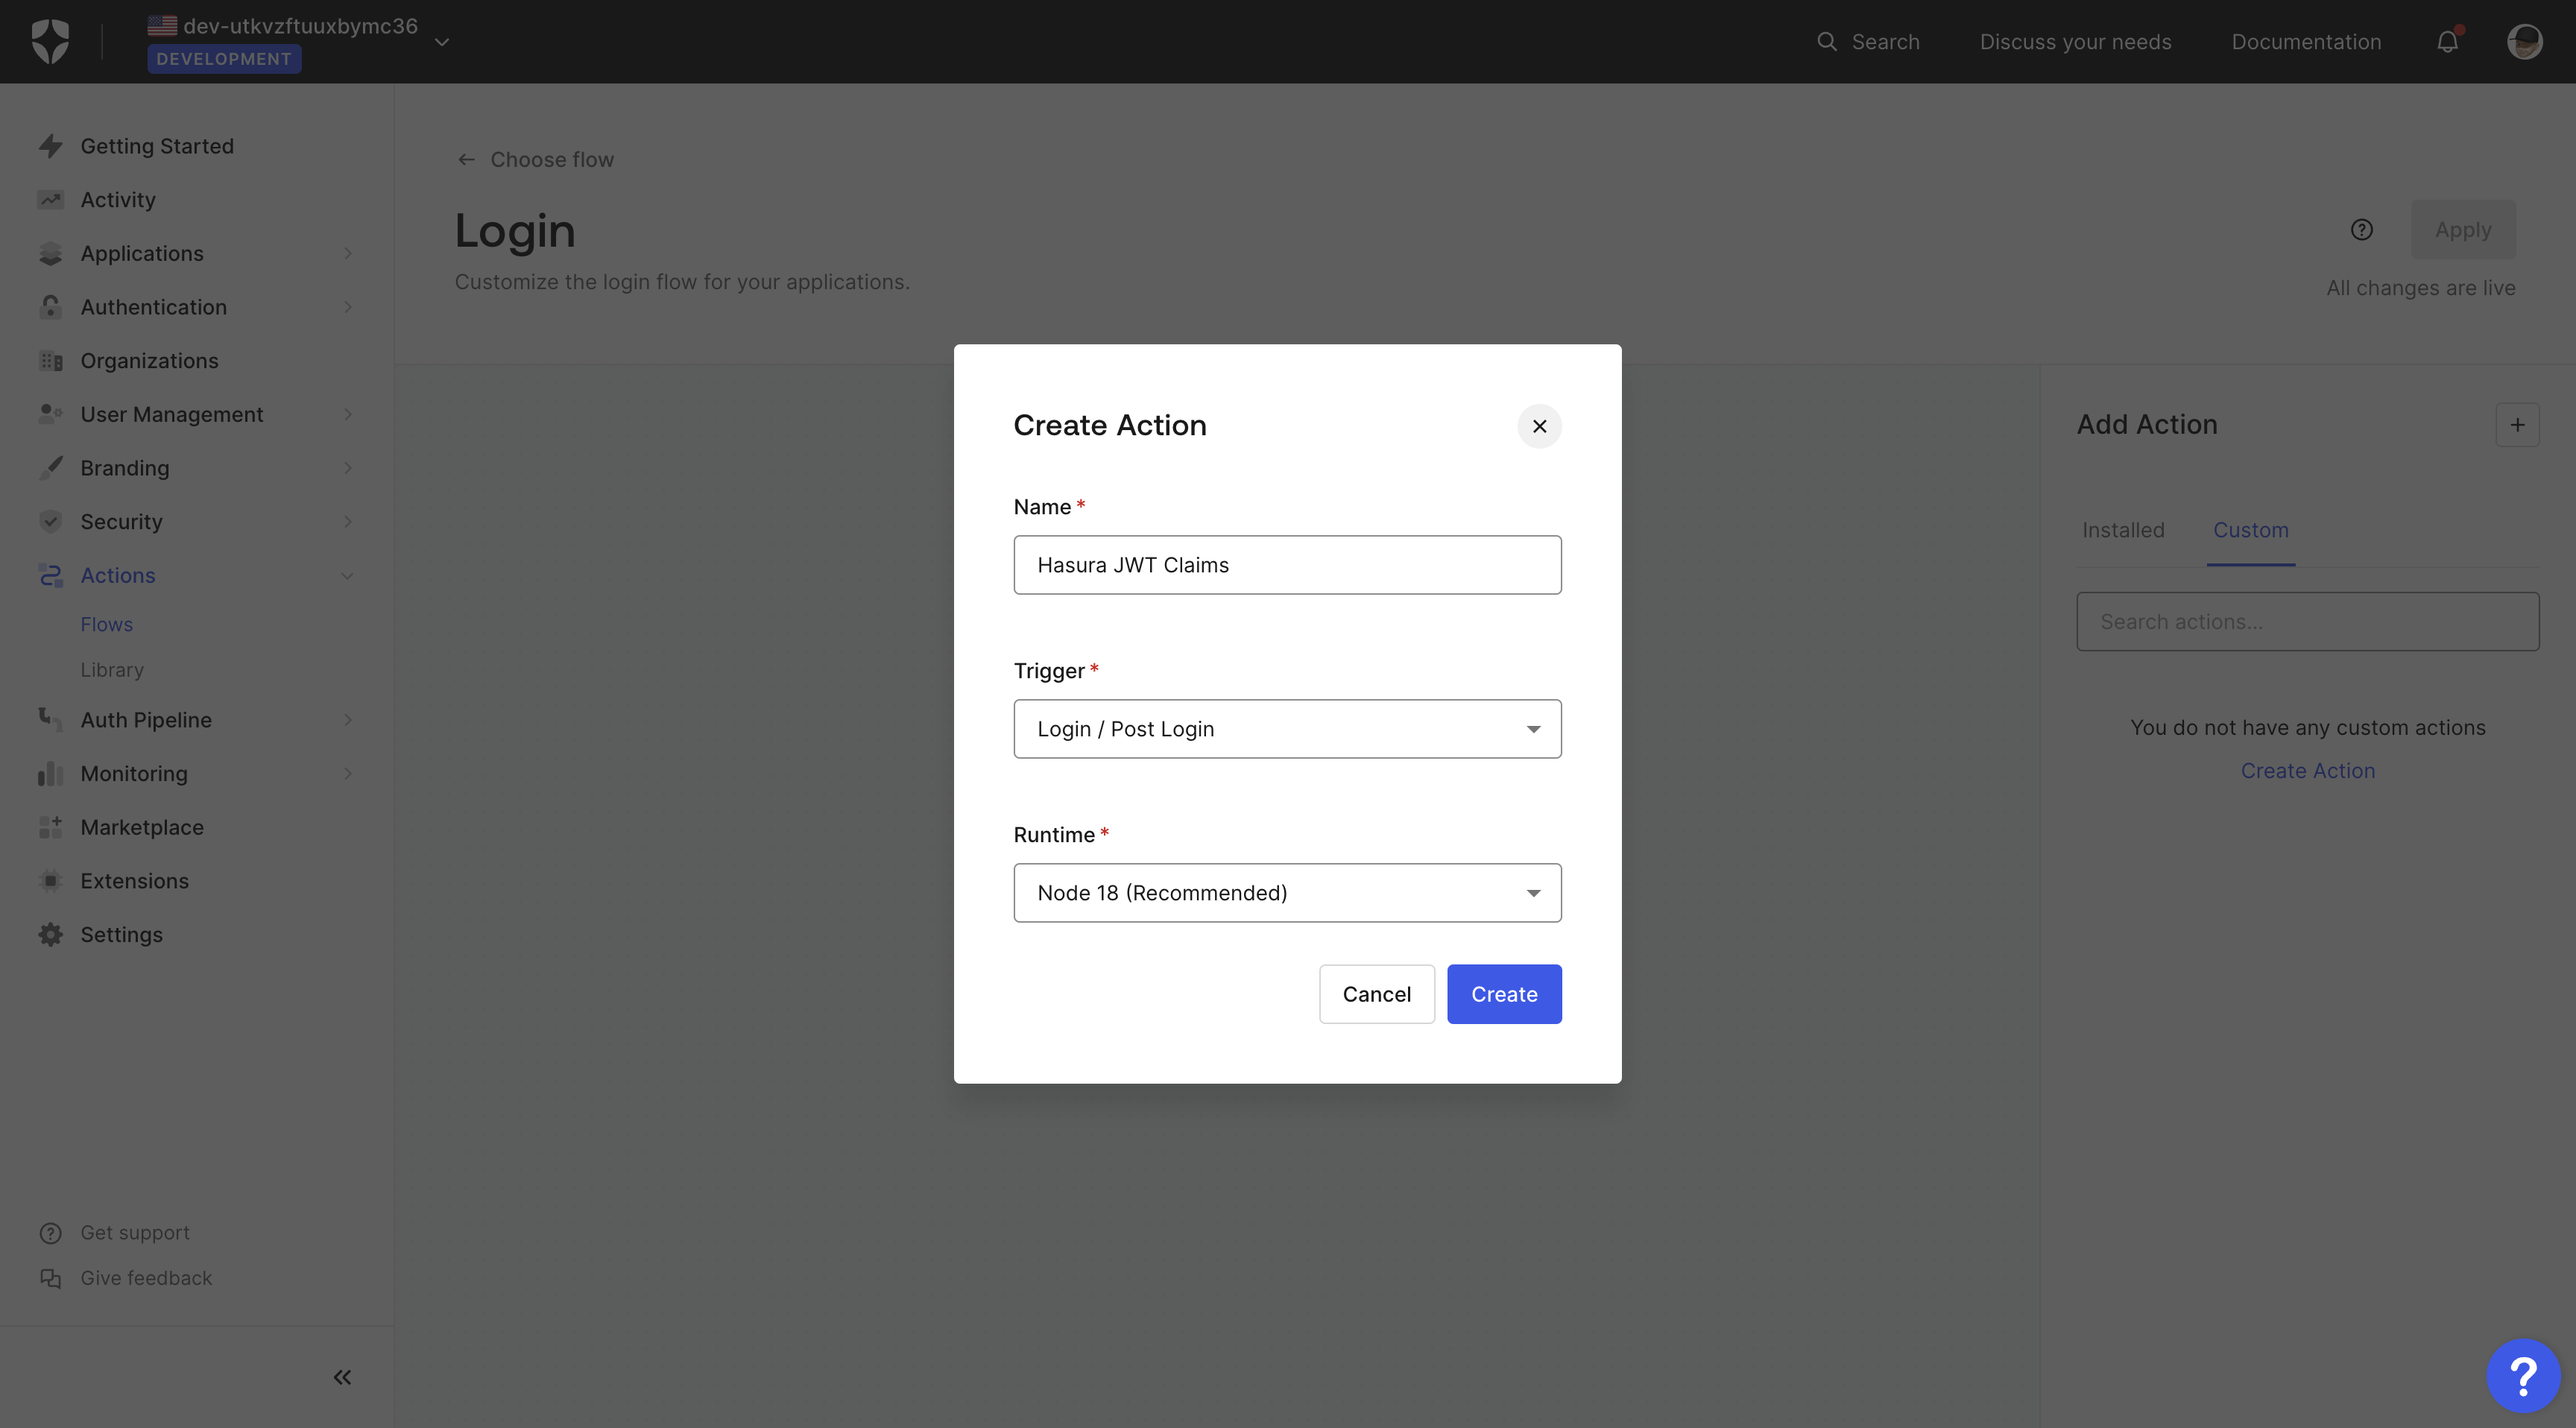 dev-utkvzftuuxbymc36
DEVELOPMENT
Search
Discuss your needs
Documentation
Getting Started
Activity
Applications
Authentication
Organizations
User Management
Branding
Security
Actions
Flows
Library
Auth Pipeline
Monitoring
Marketplace
Extensions
Settings
Get support
Give feedback
Choose flow
Login
Customize the login flow for your applications.
Apply
All changes are live
Create Action
Name *
Hasura JWT Claims
Trigger *
Login / Post Login
Runtime *
Node 18 (Recommended)
Cancel
Create
Add Action
Installed
Custom
Search actions...
You do not have any custom actions
Create Action